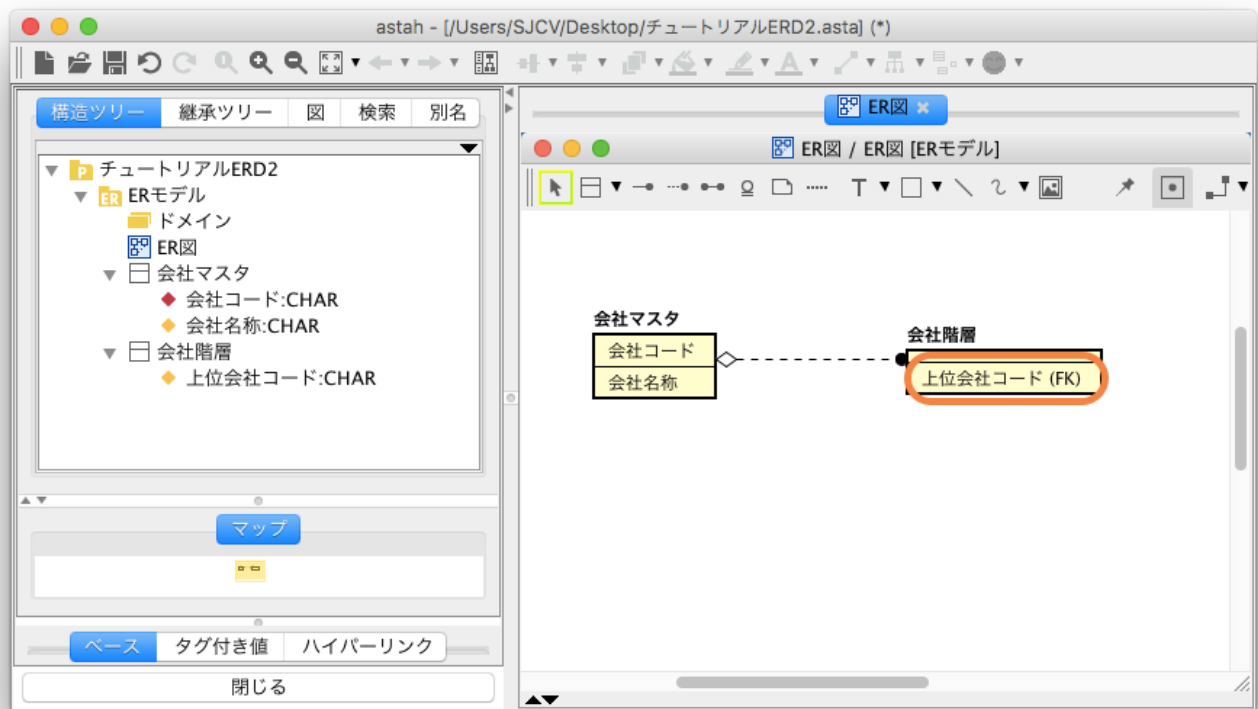 astah - [/Users/SJCV/Desktop/チュートリアルERD2.asta] (*)
構造ツリー 継承ツリー 図 検索 別名
チュートリアルERD2
ERモデル
ドメイン
ER図
会社マスタ
会社コード:CHAR
会社名称:CHAR
会社階層
上位会社コード:CHAR
マップ
ベース タグ付き値 ハイパーリンク
閉じる
ER図
ER図 / ER図 [ERモデル]
会社マスタ
会社コード
会社名称
会社階層
上位会社コード (FK)